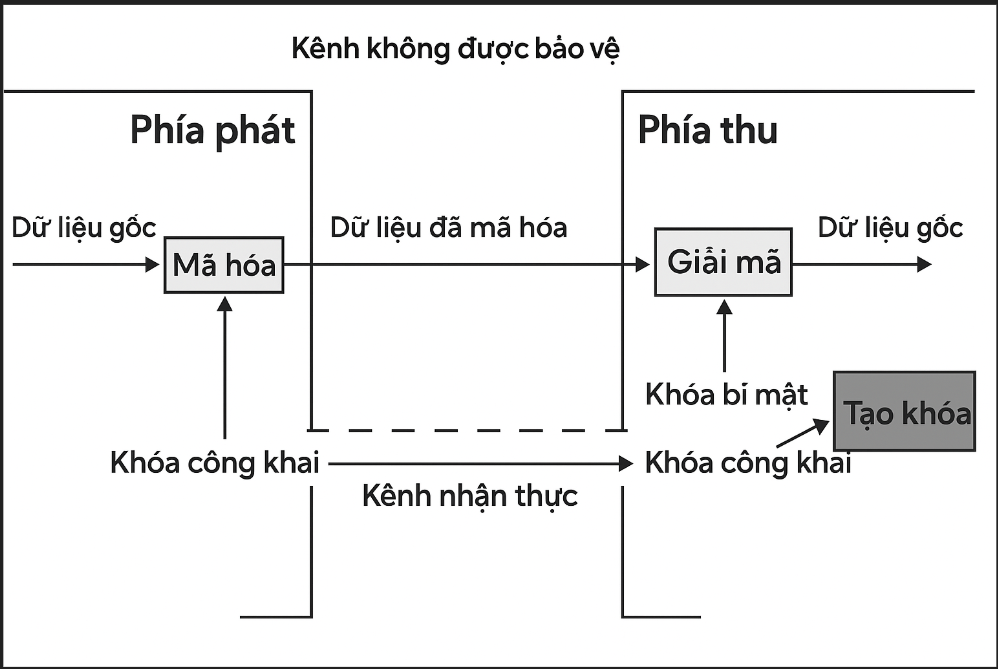 Kênh không được bảo vệ
Phía phát
Phía thu
Dữ liệu gốc
Dữ liệu đã mã hóa
Dữ liệu gốc
Mã hóa
Giải mã
Khóa bí mật
Tạo khóa
Khóa công khai
Khóa công khai
Kênh nhận thực